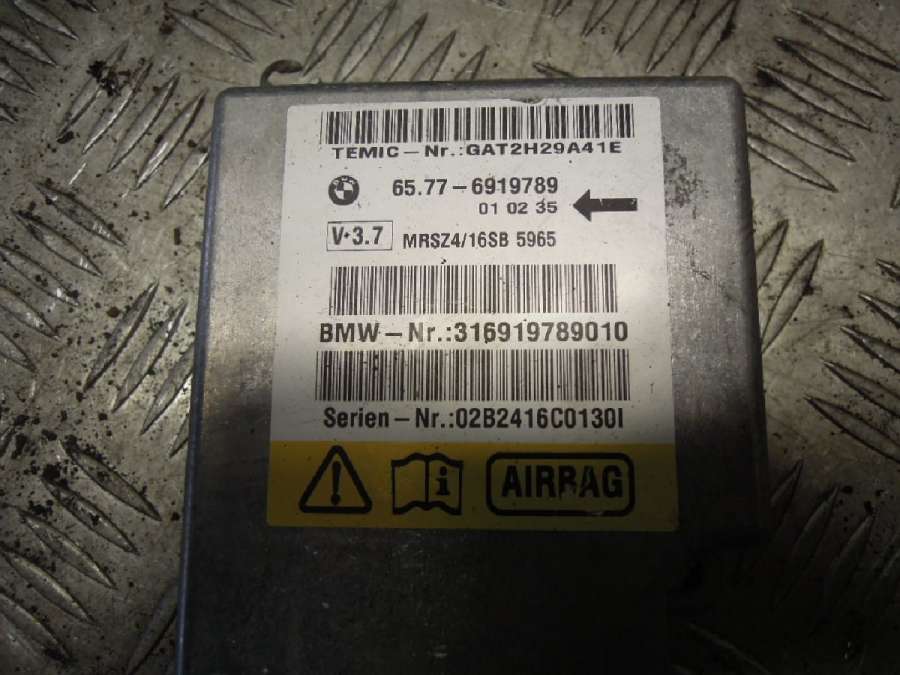 TEMIC-Nr.:GAT2H29A41E
65.77-6919789
01 02 35
V•3.7 MRSZ4/16SB 5965
BMW-Nr.:316919789010
Serien-Nr.:02B2416C0130I
AIRBAG